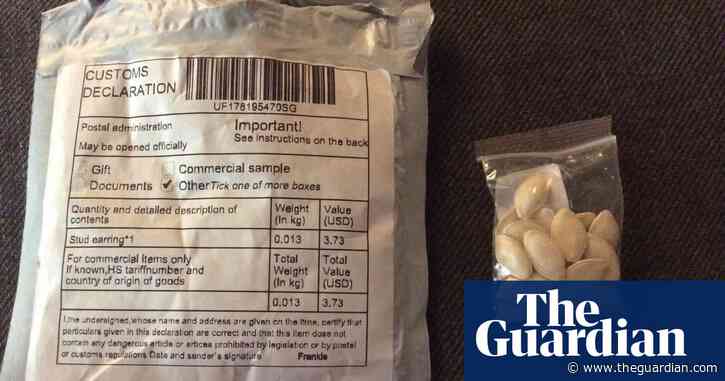 CUSTOMS
DECLARATION
UF178195470SG
Postal administration
Important!
See instructions on the back
May be opened officially
Gift
Commercial sample
Documents
Other Tick one of more boxes
Quantity and detailed description of
contents
Weight
(In kg)
Value
(USD)
Stud earring*1
0.013
3.73
For commercial items only
If known,HS tariffnumber and
country of origin of goods
Total
Weight
(In kg)
Total
Value
(USD)
0.013
3.73
I,the undersigned,whose name and address are given on the item, certify that
particulars given in this declaration are correct and that this item dose not
contain any dangerous article or artices prohibited by legislation or by postal
or customs regulations Date and sender's signature
Frankie
The
Guardian
www.theguardian.com